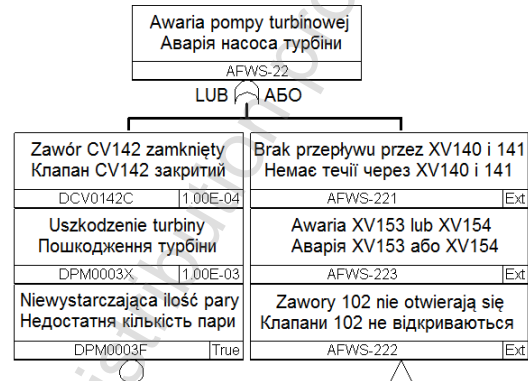 Awaria pompy turbinowej
Аварія насоса турбіни
AFWS-22
LUB АБО
Zawór CV142 zamknięty
Клапан CV142 закритий
DCV0142C 1.00E-04
Uszkodzenie turbiny
Пошкодження турбіни
DPM0003X 1.00E-03
Niewystarczająca ilość pary
Недостатня кількість пари
DPM0003F True
Brak przepływu przez XV140 i 141
Немає течії через XV140 і 141
AFWS-221 Ext
Awaria XV153 lub XV154
Аварія XV153 або XV154
AFWS-223 Ext
Zawory 102 nie otwierają się
Клапани 102 не відкриваються
AFWS-222 Ext